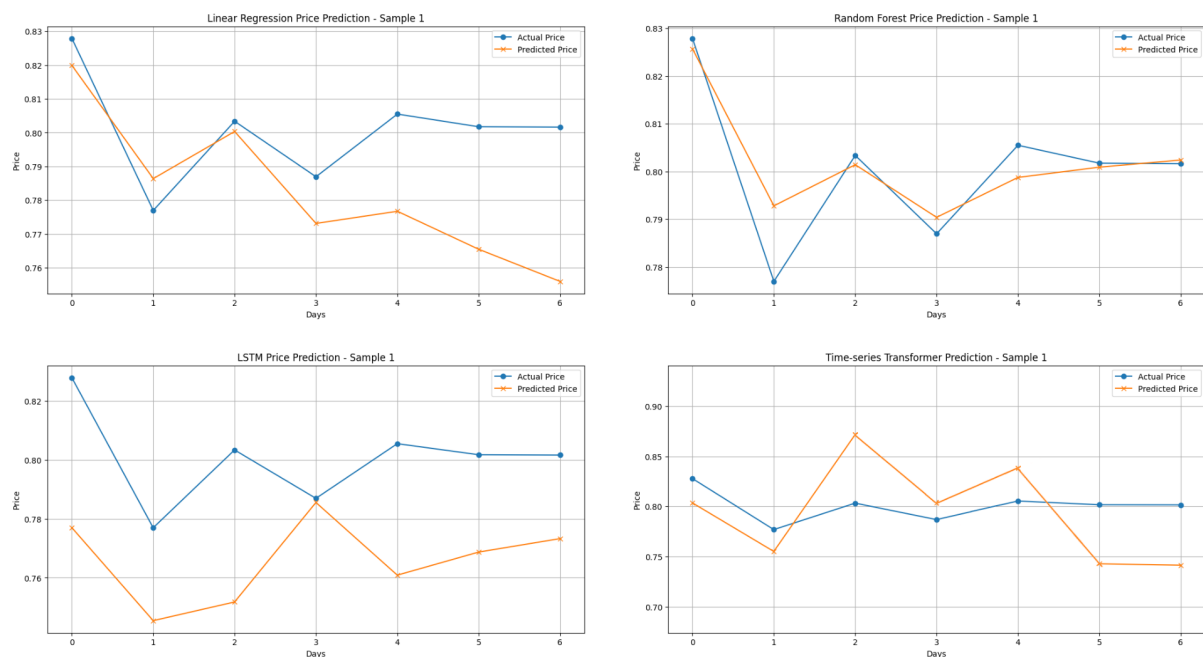 Linear Regression Price Prediction - Sample 1
Actual Price
Predicted Price
0.83
0.82
0.81
0.80
0.79
0.78
0.77
0.76
Price
0
1
2
3
4
5
6
Days
Random Forest Price Prediction - Sample 1
Actual Price
Predicted Price
0.83
0.82
0.81
0.80
0.79
0.78
Price
0
1
2
3
4
5
6
Days
LSTM Price Prediction - Sample 1
Actual Price
Predicted Price
0.82
0.80
0.78
0.76
Price
0
1
2
3
4
5
6
Days
Time-series Transformer Prediction - Sample 1
Actual Price
Predicted Price
0.90
0.85
0.80
0.75
0.70
Price
0
1
2
3
4
5
6
Days